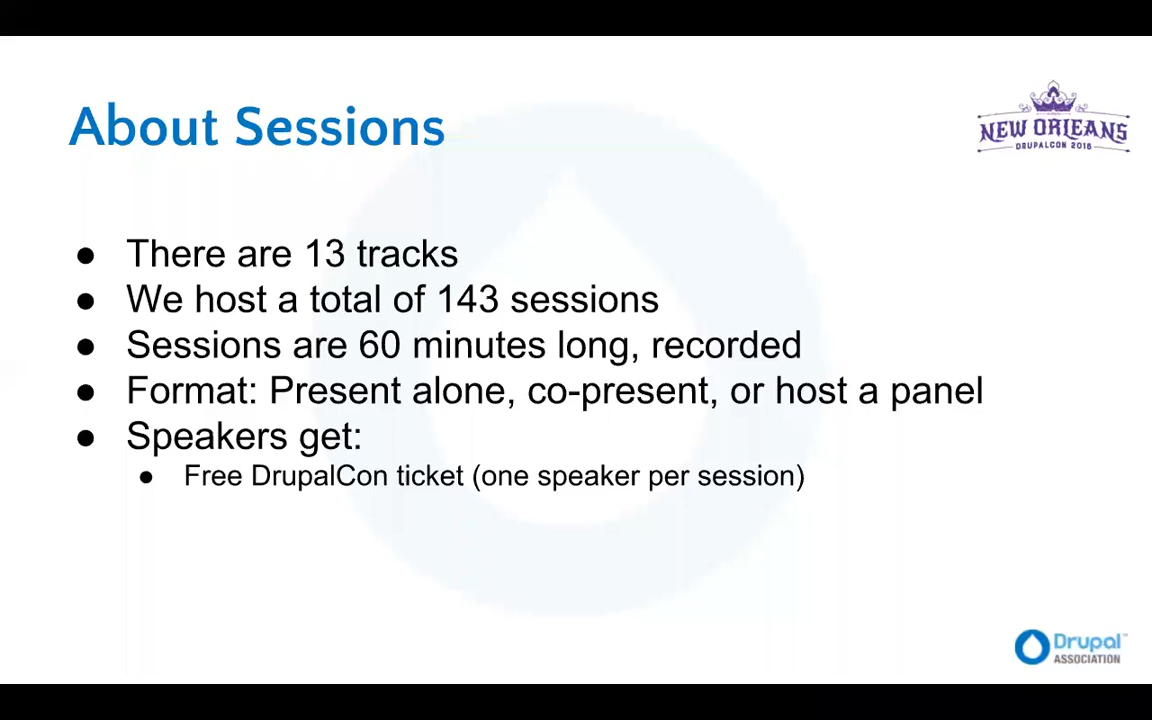 About Sessions
NEW ORLEANS
DRUPALCON 2016
● There are 13 tracks
● We host a total of 143 sessions
● Sessions are 60 minutes long, recorded
● Format: Present alone, co-present, or host a panel
● Speakers get:
● Free DrupalCon ticket (one speaker per session)
Drupal™
ASSOCIATION